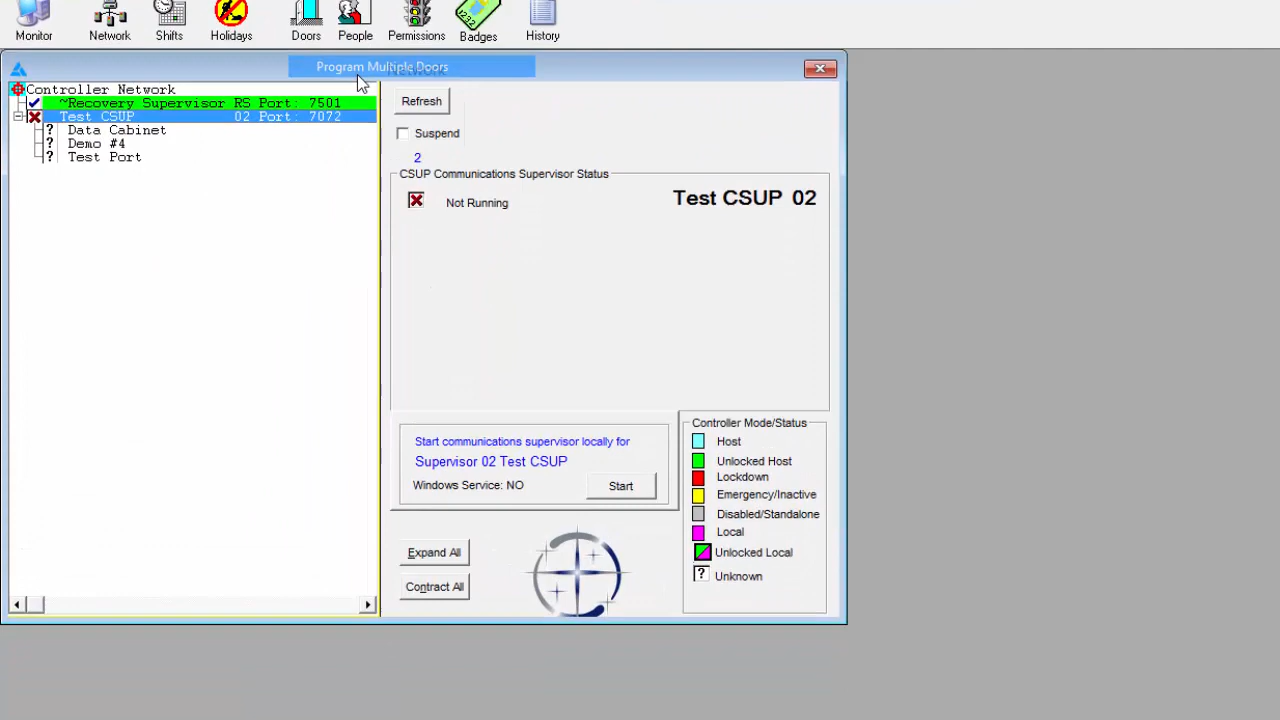 Monitor Network Shifts Holidays Doors People Permissions Badges History
Program Multiple Doors
Network
Controller Network
~Recovery Supervisor RS Port: 7501
Test CSUP 02 Port: 7072
? Data Cabinet
? Demo #4
? Test Port
Refresh
Suspend
2
CSUP Communications Supervisor Status
Not Running
Test CSUP 02
Start communications supervisor locally for
Supervisor 02 Test CSUP
Windows Service: NO
Start
Expand All
Contract All
Controller Mode/Status
Host
Unlocked Host
Lockdown
Emergency/Inactive
Disabled/Standalone
Local
Unlocked Local
? Unknown